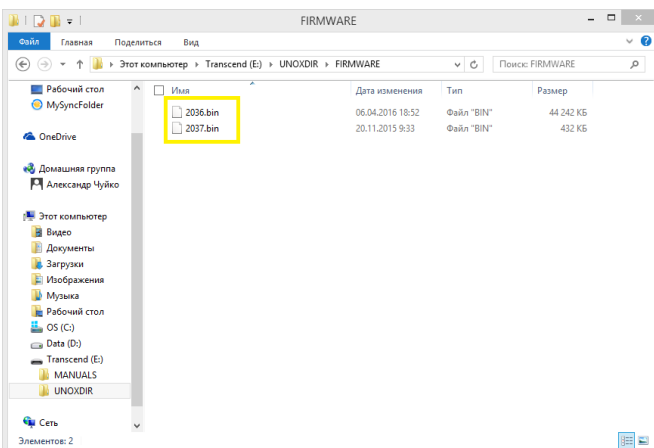 FIRMWARE
Файл Главная Поделиться Вид
Этот компьютер Transcend (E:) UNOXDIR FIRMWARE Поиск: FIRMWARE
Рабочий стол
MySyncFolder
OneDrive
Домашняя группа
Александр Чуйко
Этот компьютер
Видео
Документы
Загрузки
Изображения
Музыка
Рабочий стол
OS (C:)
Data (D:)
Transcend (E:)
MANUALS
UNOXDIR
Сеть
Имя Дата изменения Тип Размер
2036.bin 06.04.2016 18:52 Файл "BIN" 44 242 КБ
2037.bin 20.11.2015 9:33 Файл "BIN" 432 КБ
Элементов: 2